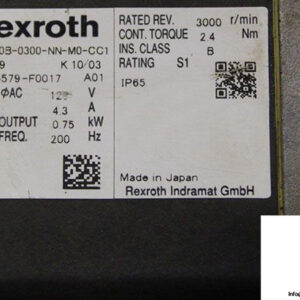 exroth
0B-0300-NN-M0-CC1
9 K 10/03
579-F0017 A01
φAC 12 V
4.3 A
OUTPUT 0.75 kW
FREQ. 200 Hz
RATED REV. 3000 r/min
CONT. TORQUE 2.4 Nm
INS. CLASS B
RATING S1
IP65
Made in Japan
Rexroth Indramat GmbH